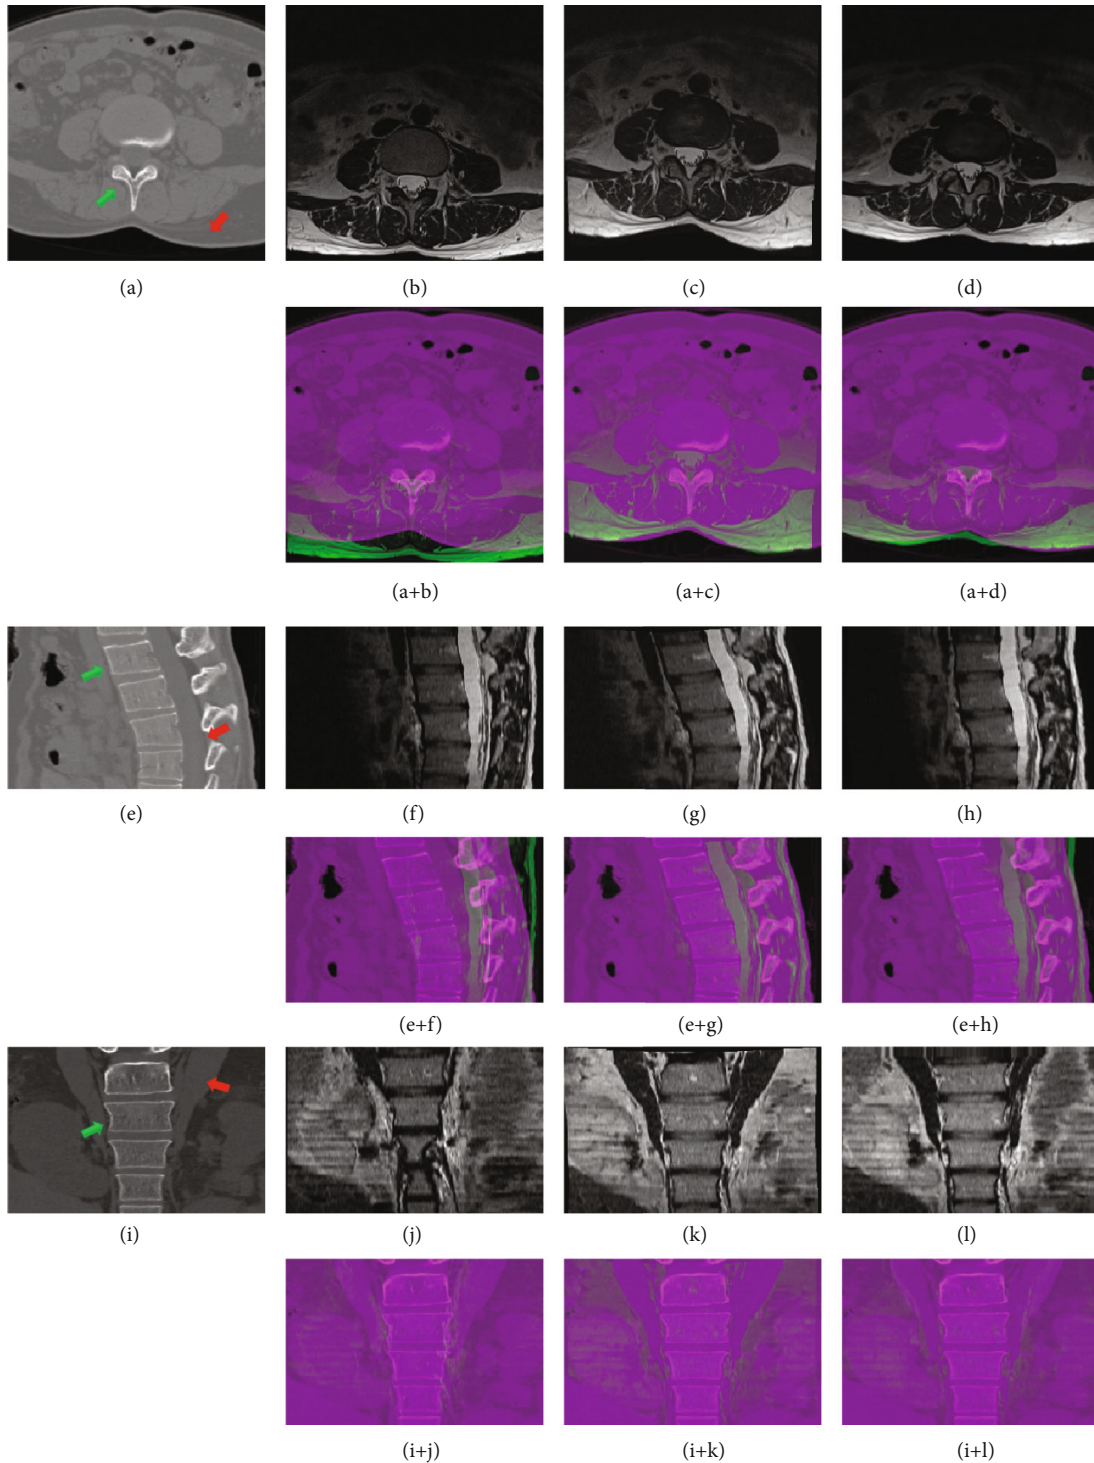 (a) (b) (c) (d)
(a+b) (a+c) (a+d)
(e) (f) (g) (h)
(e+f) (e+g) (e+h)
(i) (j) (k) (l)
(i+j) (i+k) (i+l)